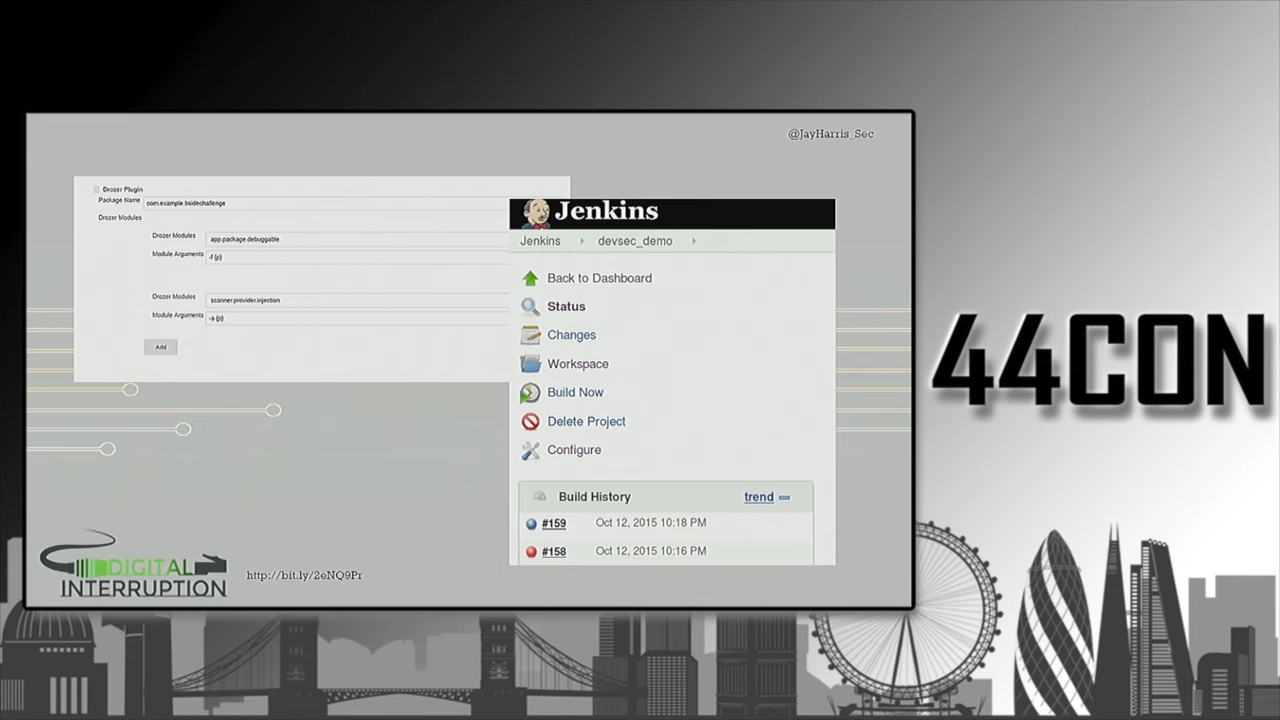 @JayHarris_Sec
Drozer Plugin
Package Name com.example.bsidechallenge
Drozer Modules
Drozer Modules app.package.debuggable
Module Arguments -f {p}
Drozer Modules scanner.provider.injection
Module Arguments -a {p}
Add
Jenkins
Jenkins devsec_demo
Back to Dashboard
Status
Changes
Workspace
Build Now
Delete Project
Configure
Build History trend
#159 Oct 12, 2015 10:18 PM
#158 Oct 12, 2015 10:16 PM
44CON
DIGITAL
INTERRUPTION
http://bit.ly/2eNQ9Pr